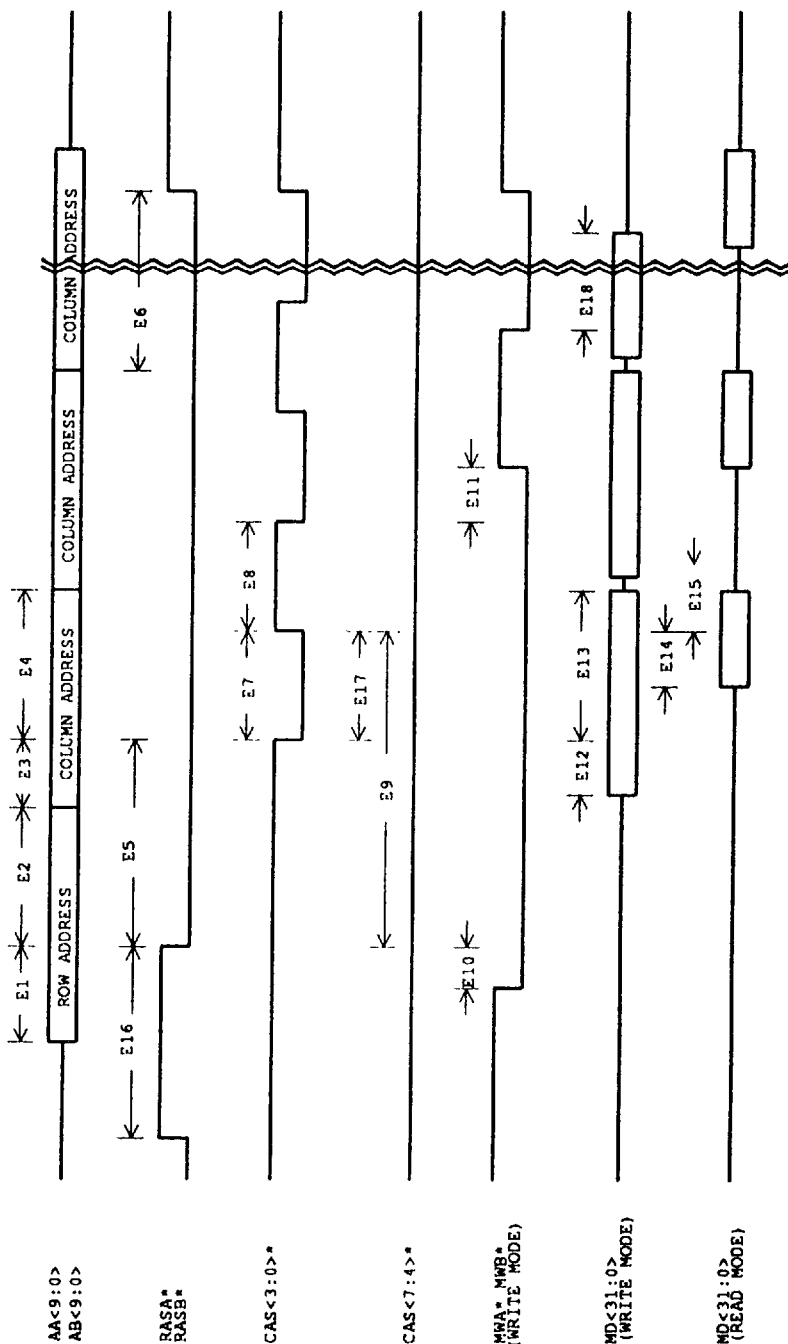 AA<9:0>
AB<9:0>
E1
E2
E3
E4
ROW ADDRESS
COLUMN ADDRESS
COLUMN ADDRESS
COLUMN ADDRESS
RASA*
RASB*
E16
E5
E6
CAS<3:0>*
E7
E8
CAS<7:4>*
E9
E17
MWA* MWB*
(WRITE MODE)
E10
E11
MD<31:0>
(WRITE MODE)
E12
E13
E18
MD<31:0>
(READ MODE)
E14
E15